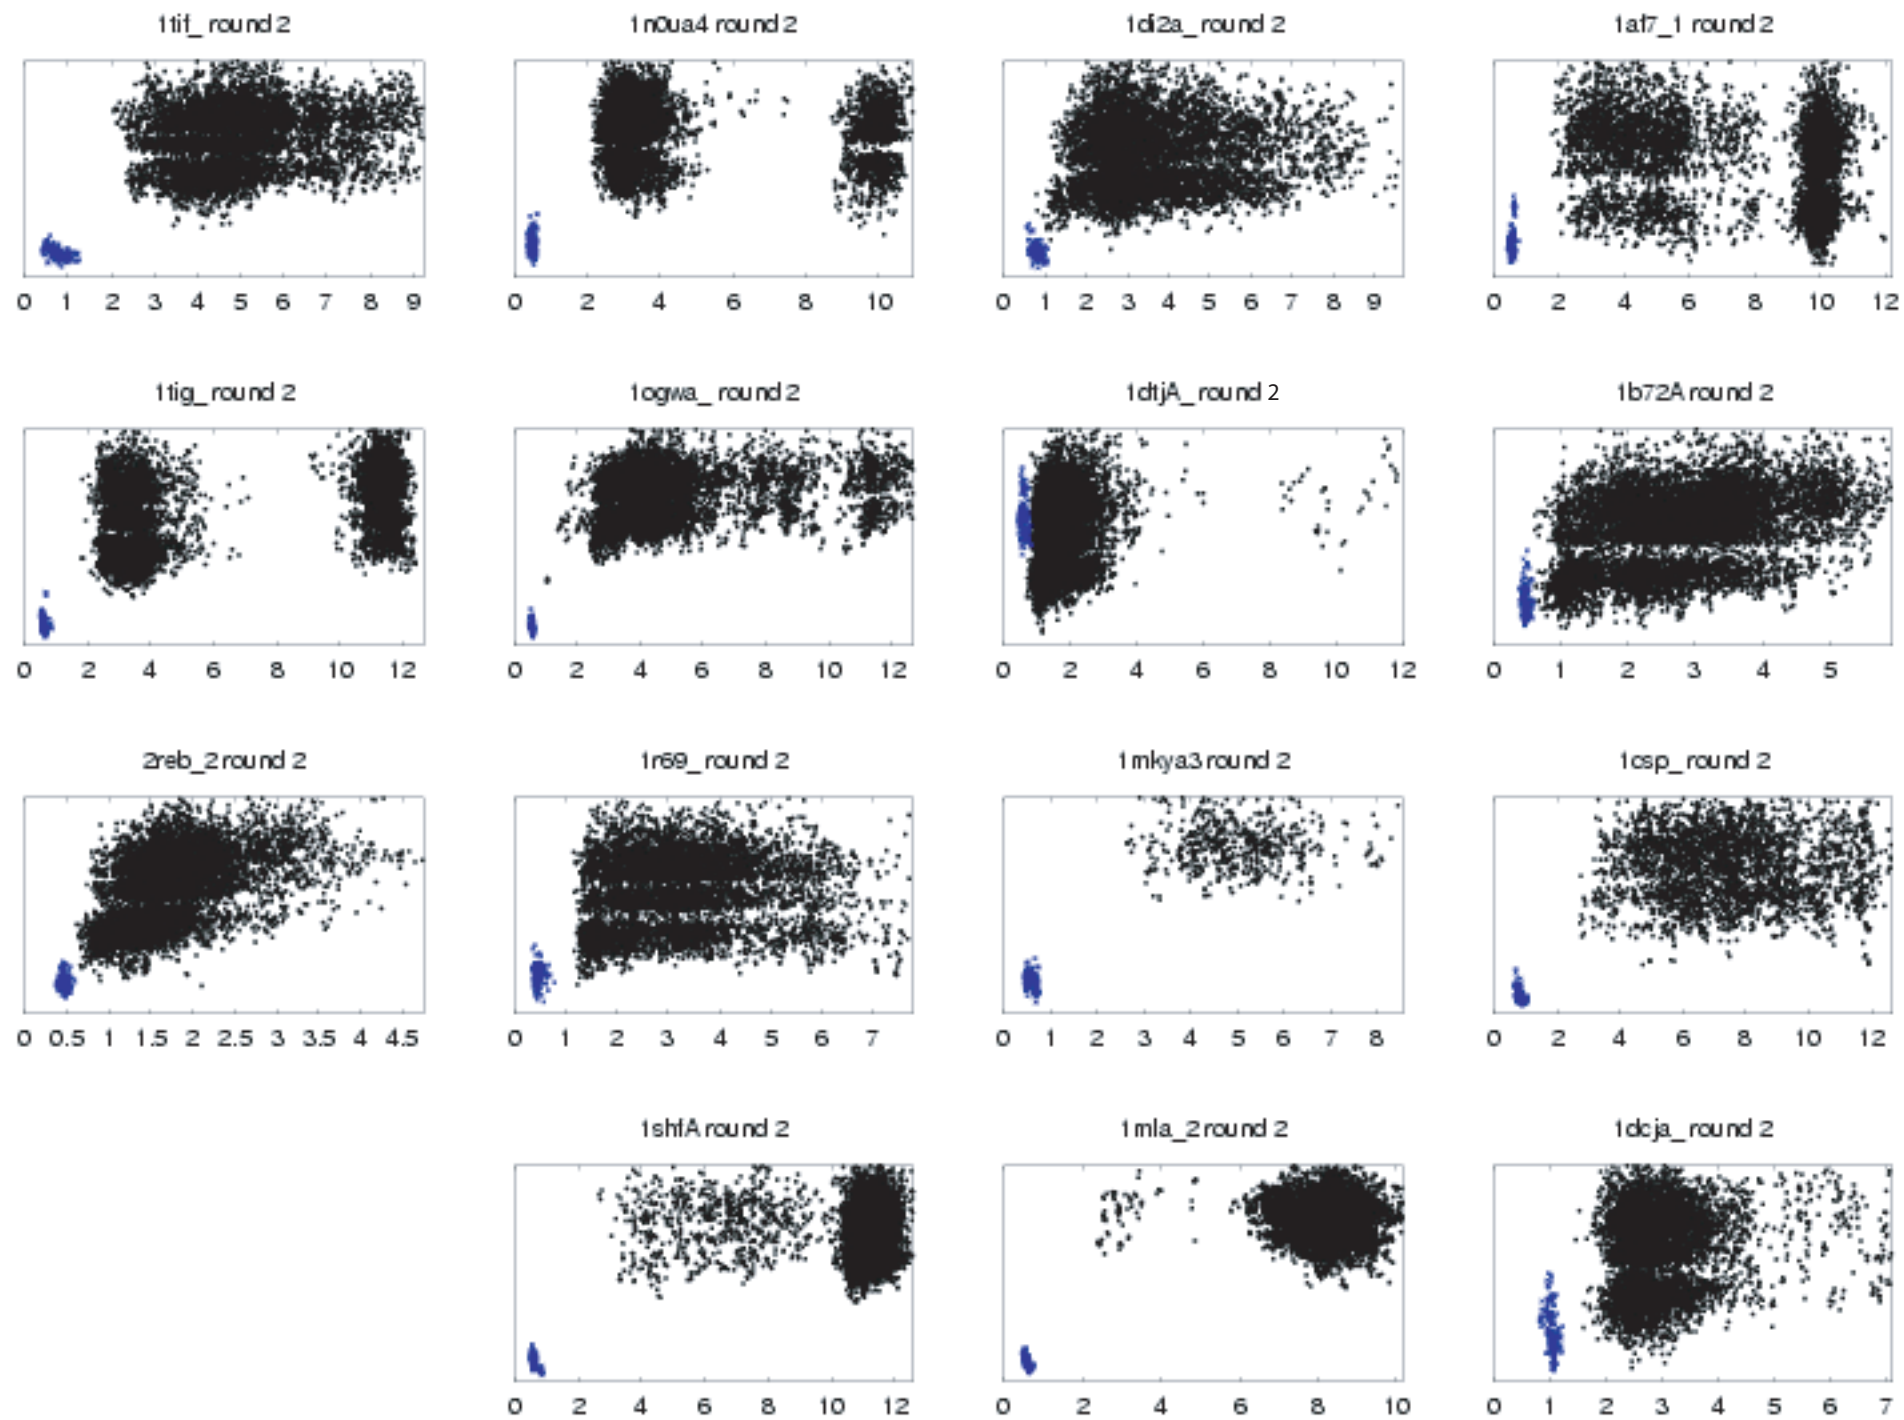 1tif_ round 2
1n0ua4 round 2
1di2a_ round 2
1af7_1 round 2
0 1 2 3 4 5 6 7 8 9
0 2 4 6 8 10
0 1 2 3 4 5 6 7 8 9
0 2 4 6 8 10 12
1tig_ round 2
1ogwa_ round 2
1dtjA_ round 2
1b72A round 2
0 2 4 6 8 10 12
0 2 4 6 8 10 12
0 2 4 6 8 10 12
0 1 2 3 4 5
2reb_2 round 2
1r69_ round 2
1mkya3 round 2
1csp_ round 2
0 0.5 1 1.5 2 2.5 3 3.5 4 4.5
0 1 2 3 4 5 6 7
0 1 2 3 4 5 6 7 8
0 2 4 6 8 10 12
1shfA round 2
1mla_2 round 2
1dcja_ round 2
0 2 4 6 8 10 12
0 2 4 6 8 10
0 1 2 3 4 5 6 7